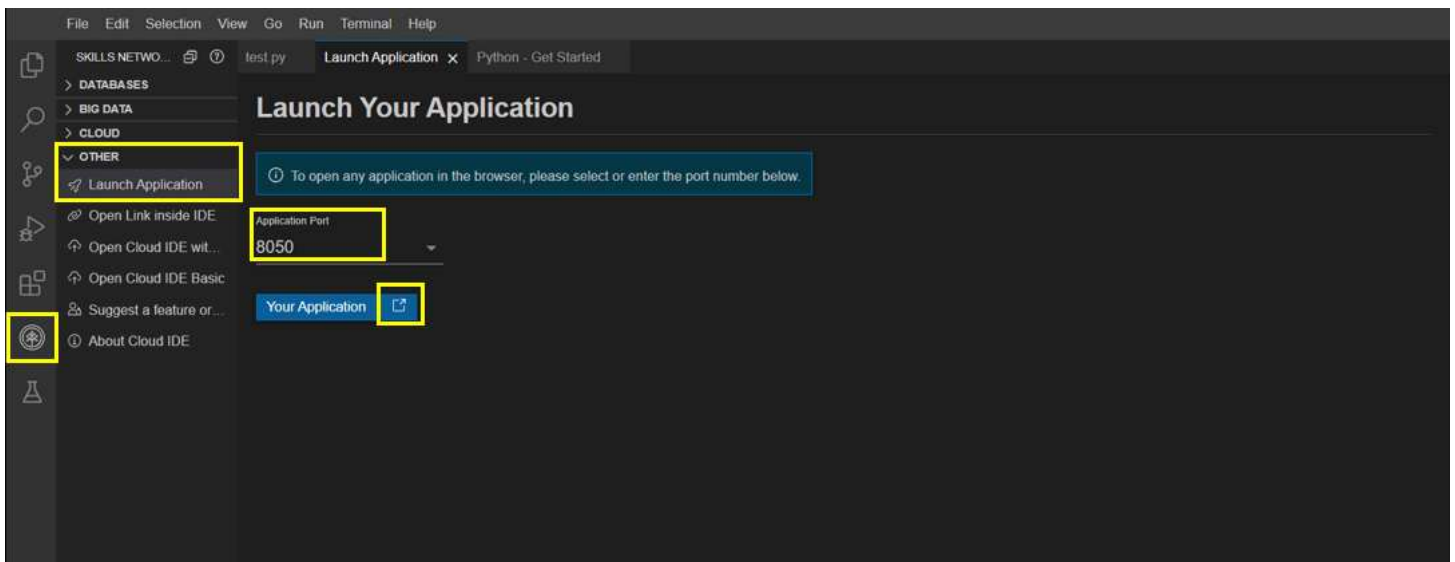 File Edit Selection View Go Run Terminal Help
SKILLS NETWO...
test.py Launch Application Python - Get Started
DATABASES
BIG DATA
CLOUD
OTHER
Launch Application
Open Link inside IDE
Open Cloud IDE wit...
Open Cloud IDE Basic
Suggest a feature or...
About Cloud IDE
Launch Your Application
To open any application in the browser, please select or enter the port number below.
Application Port
8050
Your Application